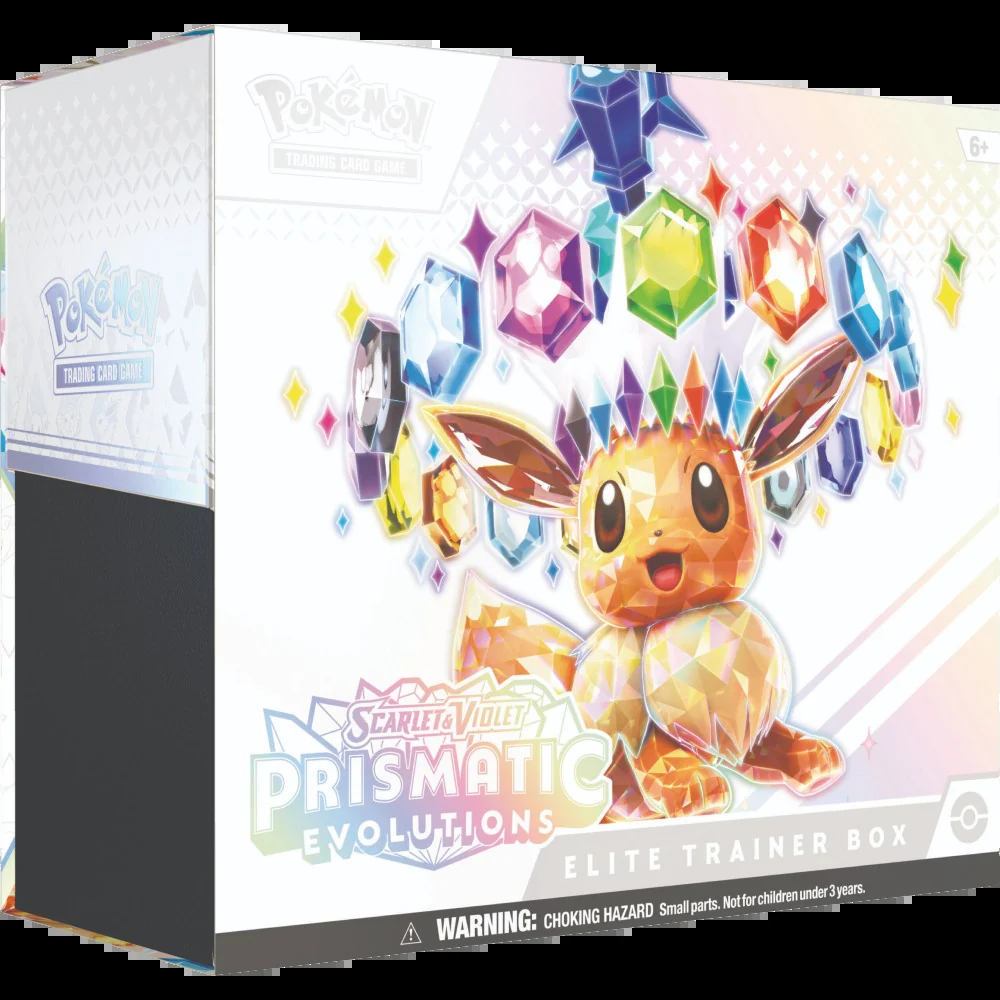 POKéMON
TRADING CARD GAME
6+
POKéMON
TRADING CARD GAME
SCARLET & VIOLET
PRISMATIC
EVOLUTIONS
ELITE TRAINER BOX
WARNING: CHOKING HAZARD Small parts. Not for children under 3 years.